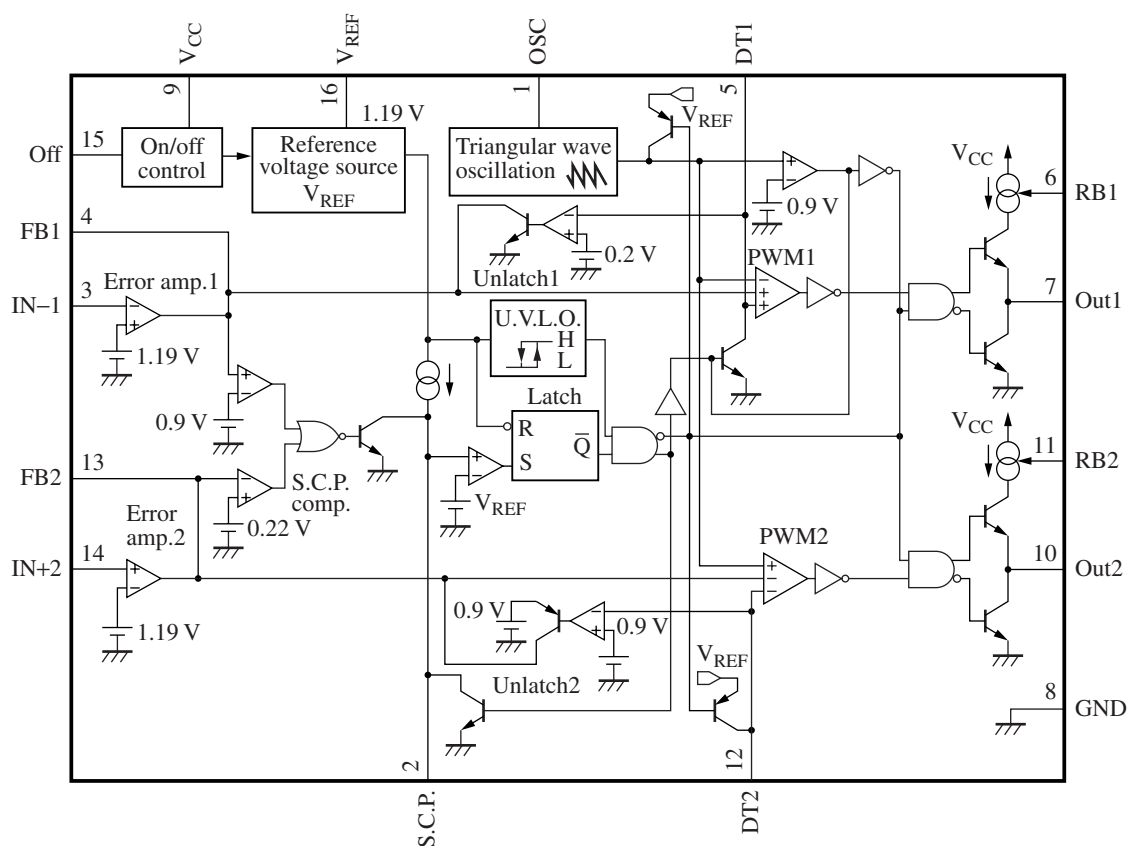 VCC
VREF
OSC
DT1
9
16
1
5
1.19 V
Off
15
On/off
control
Reference
voltage source
VREF
Triangular wave
oscillation
VREF
VCC
6
RB1
FB1
4
0.9 V
0.2 V
Unlatch1
PWM1
IN−1
3
Error amp.1
1.19 V
U.V.L.O.
H
L
7
Out1
0.9 V
Latch
R
S
Q
VCC
11
RB2
FB2
13
S.C.P.
comp.
VREF
0.22 V
Error
amp.2
PWM2
IN+2
14
10
Out2
1.19 V
0.9 V
0.9 V
VREF
Unlatch2
8
GND
2
12
S.C.P.
DT2